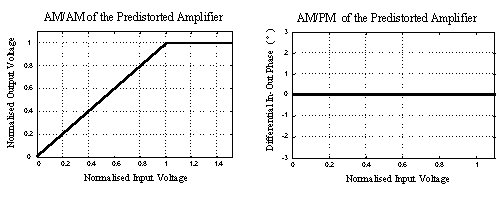 AM/AM of the Predistorted Amplifier
Normalised Output Voltage
1
0.8
0.6
0.4
0.2
0
0 0.2 0.4 0.6 0.8 1 1.2 1.4
Normalised Input Voltage
AM/PM of the Predistorted Amplifier
Differential In-Out Phase (°)
3
2
1
0
-1
-2
-3
0 0.2 0.4 0.6 0.8 1
Normalised Input Voltage